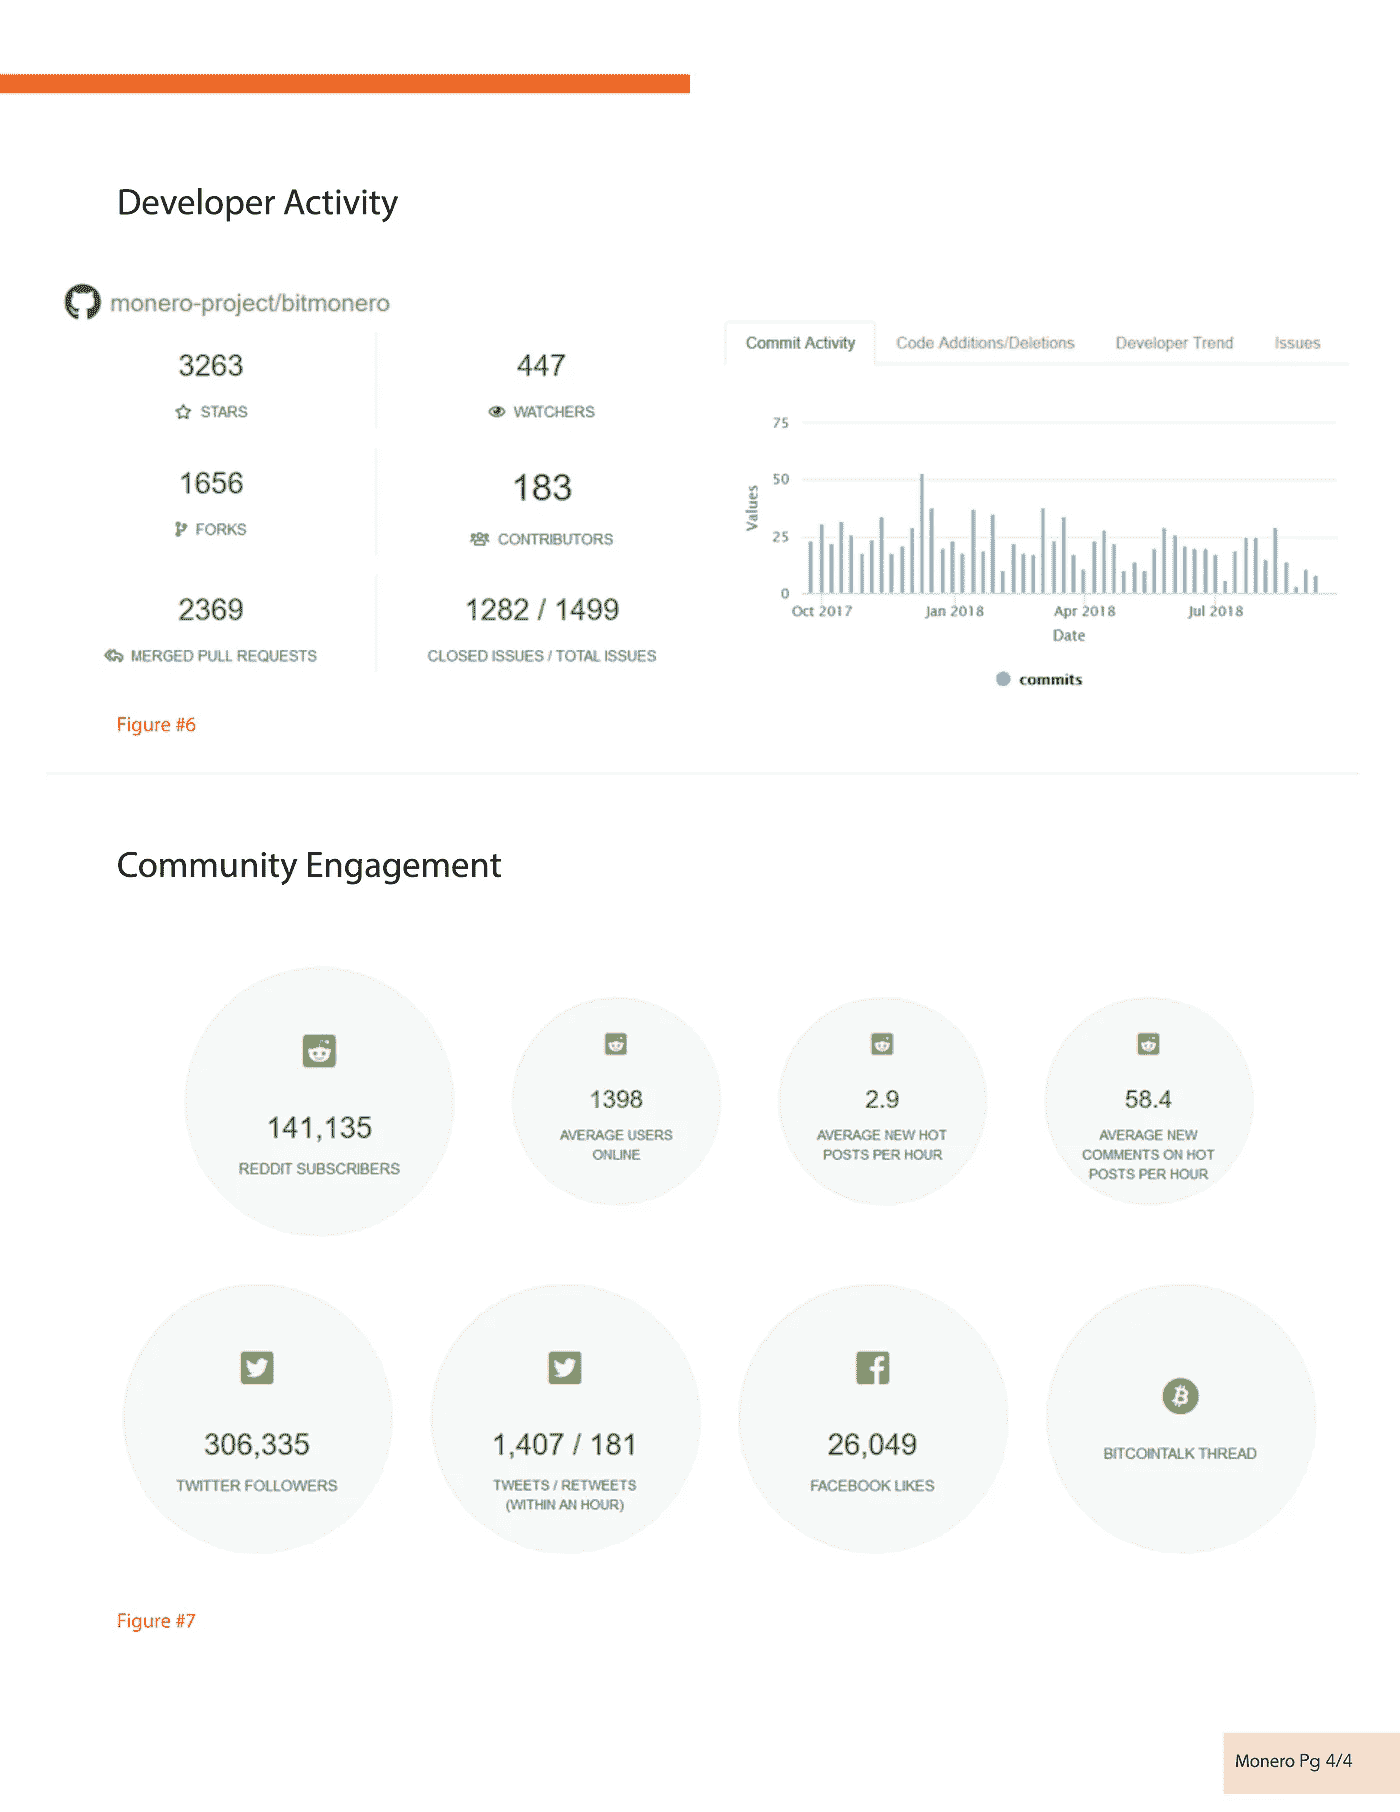 Developer Activity
monero-project/bitmonero
3263
STARS
447
WATCHERS
1656
FORKS
183
CONTRIBUTORS
2369
MERGED PULL REQUESTS
1282 / 1499
CLOSED ISSUES / TOTAL ISSUES
Commit Activity Code Additions/Deletions Developer Trend Issues
75
50
25
0
Values
Oct 2017 Jan 2018 Apr 2018 Jul 2018
Date
commits
Figure #6
Community Engagement
141,135
REDDIT SUBSCRIBERS
1398
AVERAGE USERS
ONLINE
2.9
AVERAGE NEW HOT
POSTS PER HOUR
58.4
AVERAGE NEW
COMMENTS ON HOT
POSTS PER HOUR
306,335
TWITTER FOLLOWERS
1,407 / 181
TWEETS / RETWEETS
(WITHIN AN HOUR)
26,049
FACEBOOK LIKES
BITCOINTALK THREAD
Figure #7
Monero Pg 4/4